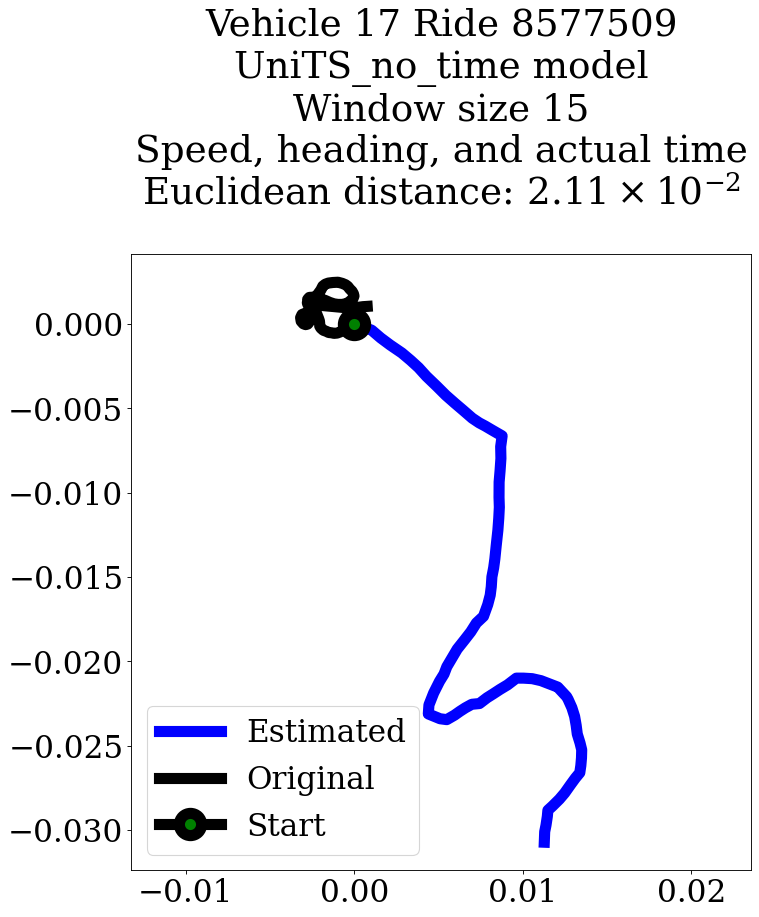 Vehicle 17 Ride 8577509
UniTS_no_time model
Window size 15
Speed, heading, and actual time
Euclidean distance: 2.11 × 10⁻²
0.000
−0.005
−0.010
−0.015
−0.020
−0.025
−0.030
Estimated
Original
Start
−0.01
0.00
0.01
0.02